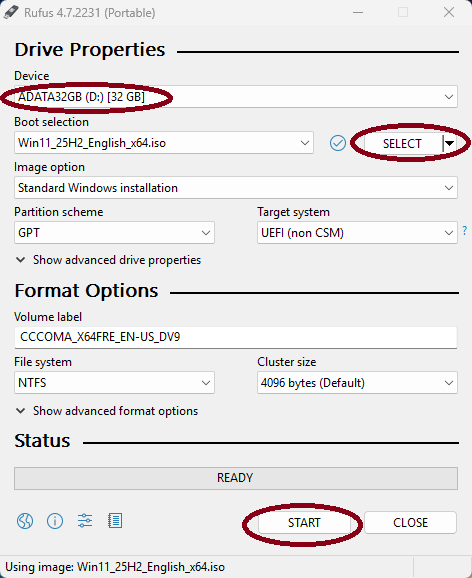 Rufus 4.7.2231 (Portable)
Drive Properties
Device
ADATA32GB (D:) [32 GB]
Boot selection
Win11_25H2_English_x64.iso
SELECT
Image option
Standard Windows installation
Partition scheme
Target system
GPT
UEFI (non CSM)
?
Show advanced drive properties
Format Options
Volume label
CCCOMA_X64FRE_EN-US_DV9
File system
Cluster size
NTFS
4096 bytes (Default)
Show advanced format options
Status
READY
START
CLOSE
Using image: Win11_25H2_English_x64.iso